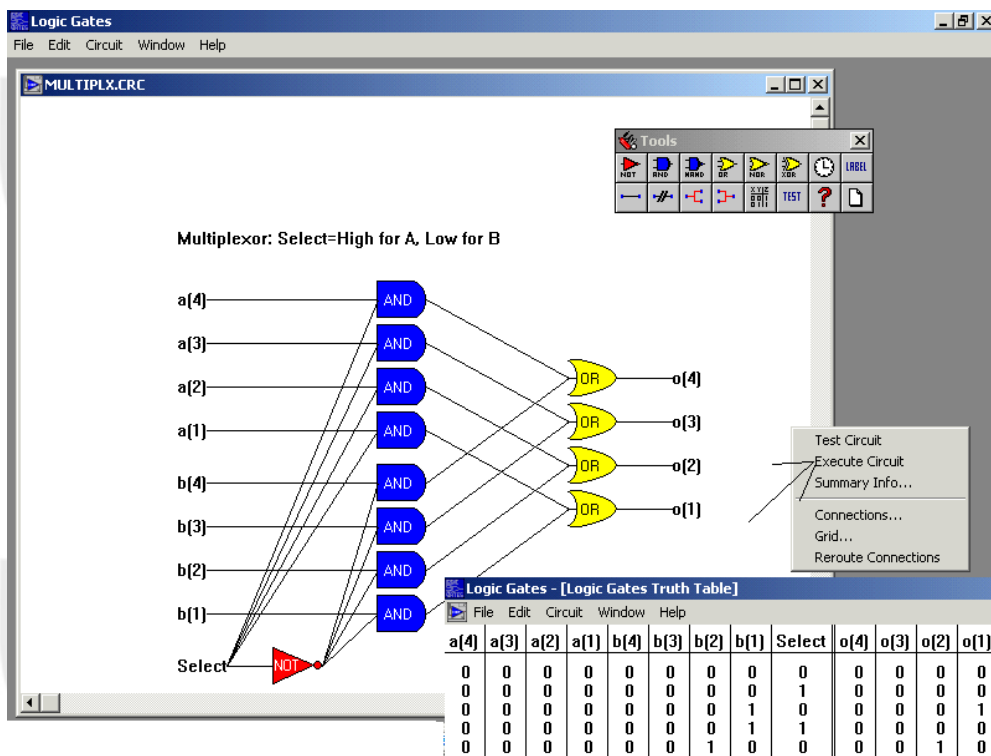 Logic Gates
File Edit Circuit Window Help
MULTIPLX.CRC
Tools
NOT AND NAND OR NOR XOR LABEL
XYZ TEST ?
Multiplexor: Select=High for A, Low for B
a(4) AND
a(3) AND
OR o(4)
a(2) AND
OR o(3)
a(1) AND
OR o(2)
b(4) AND
OR o(1)
b(3) AND
b(2) AND
b(1) AND
Select NOT
Test Circuit
Execute Circuit
Summary Info...
Connections...
Grid...
Reroute Connections
Logic Gates - [Logic Gates Truth Table]
File Edit Circuit Window Help
a(4) a(3) a(2) a(1) b(4) b(3) b(2) b(1) Select o(4) o(3) o(2) o(1)
0 0 0 0 0 0 0 0 0 0 0 0 0
0 0 0 0 0 0 0 0 1 0 0 0 0
0 0 0 0 0 0 0 1 0 0 0 0 1
0 0 0 0 0 0 0 1 1 0 0 0 0
0 0 0 0 0 0 1 0 0 0 0 1 0